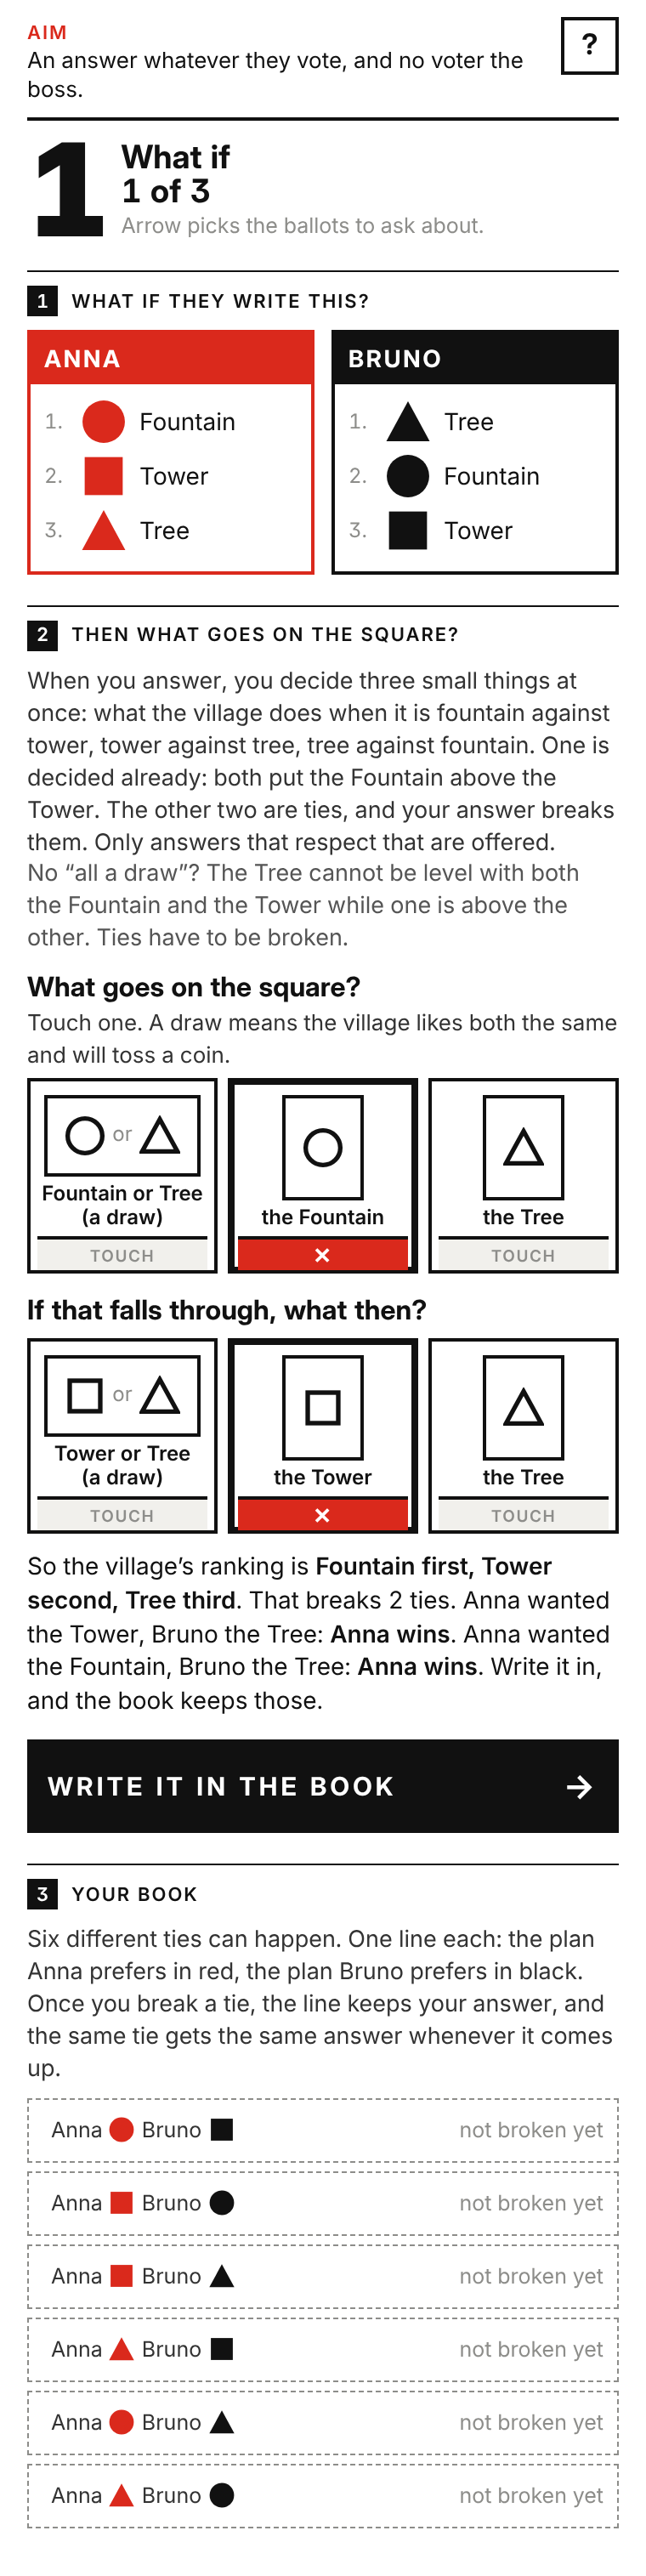 AIM
An answer whatever they vote, and no voter the
boss.
?
1
What if
1 of 3
Arrow picks the ballots to ask about.
1 WHAT IF THEY WRITE THIS?
ANNA
1. Fountain
2. Tower
3. Tree
BRUNO
1. Tree
2. Fountain
3. Tower
2 THEN WHAT GOES ON THE SQUARE?
When you answer, you decide three small things at
once: what the village does when it is fountain against
tower, tower against tree, tree against fountain. One is
decided already: both put the Fountain above the
Tower. The other two are ties, and your answer breaks
them. Only answers that respect that are offered.
No “all a draw”? The Tree cannot be level with both
the Fountain and the Tower while one is above the
other. Ties have to be broken.
What goes on the square?
Touch one. A draw means the village likes both the same
and will toss a coin.
or
Fountain or Tree
(a draw)
TOUCH
the Fountain
✕
the Tree
TOUCH
If that falls through, what then?
or
Tower or Tree
(a draw)
TOUCH
the Tower
✕
the Tree
TOUCH
So the village’s ranking is Fountain first, Tower
second, Tree third. That breaks 2 ties. Anna wanted
the Tower, Bruno the Tree: Anna wins. Anna wanted
the Fountain, Bruno the Tree: Anna wins. Write it in,
and the book keeps those.
WRITE IT IN THE BOOK →
3 YOUR BOOK
Six different ties can happen. One line each: the plan
Anna prefers in red, the plan Bruno prefers in black.
Once you break a tie, the line keeps your answer, and
the same tie gets the same answer whenever it comes
up.
Anna Bruno not broken yet
Anna Bruno not broken yet
Anna Bruno not broken yet
Anna Bruno not broken yet
Anna Bruno not broken yet
Anna Bruno not broken yet